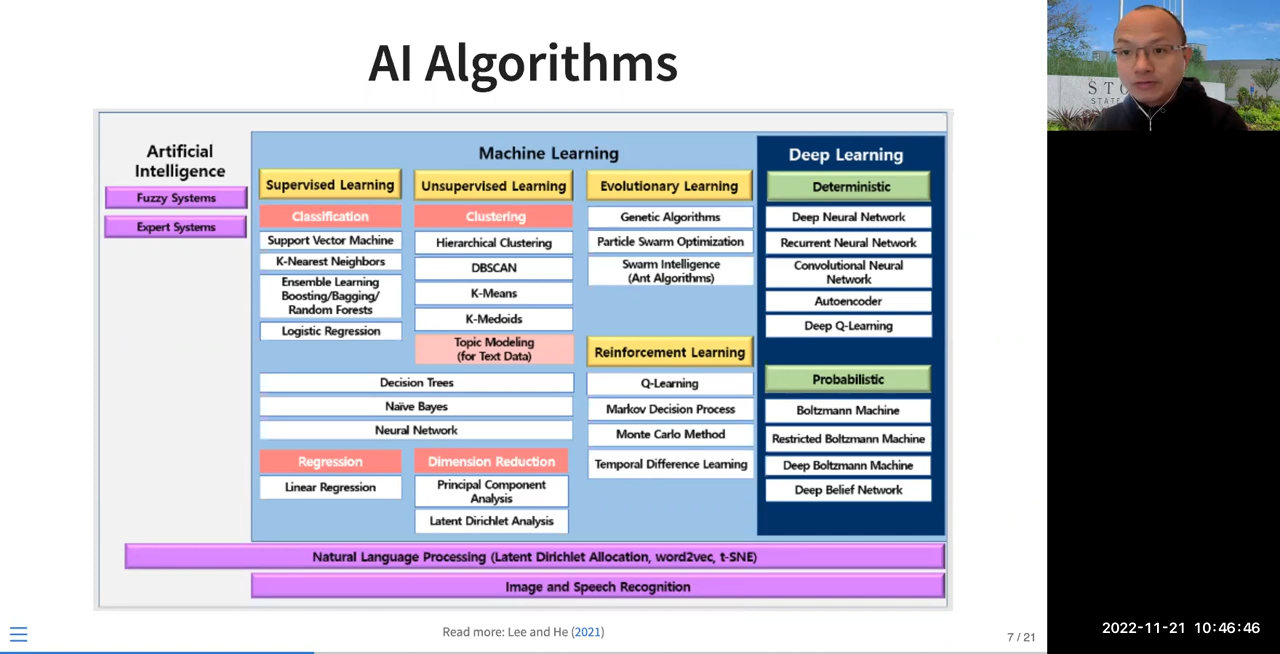 AI Algorithms
Artificial
Intelligence
Fuzzy Systems
Expert Systems
Machine Learning
Supervised Learning
Classification
Support Vector Machine
K-Nearest Neighbors
Ensemble Learning
Boosting/Bagging/
Random Forests
Logistic Regression
Unsupervised Learning
Clustering
Hierarchical Clustering
DBSCAN
K-Means
K-Medoids
Topic Modeling
(for Text Data)
Decision Trees
Naïve Bayes
Neural Network
Regression
Linear Regression
Dimension Reduction
Principal Component
Analysis
Latent Dirichlet Analysis
Evolutionary Learning
Genetic Algorithms
Particle Swarm Optimization
Swarm Intelligence
(Ant Algorithms)
Reinforcement Learning
Q-Learning
Markov Decision Process
Monte Carlo Method
Temporal Difference Learning
Deep Learning
Deterministic
Deep Neural Network
Recurrent Neural Network
Convolutional Neural
Network
Autoencoder
Deep Q-Learning
Probabilistic
Boltzmann Machine
Restricted Boltzmann Machine
Deep Boltzmann Machine
Deep Belief Network
Natural Language Processing (Latent Dirichlet Allocation, word2vec, t-SNE)
Image and Speech Recognition
Read more: Lee and He (2021)
7 / 21
2022-11-21 10:46:46